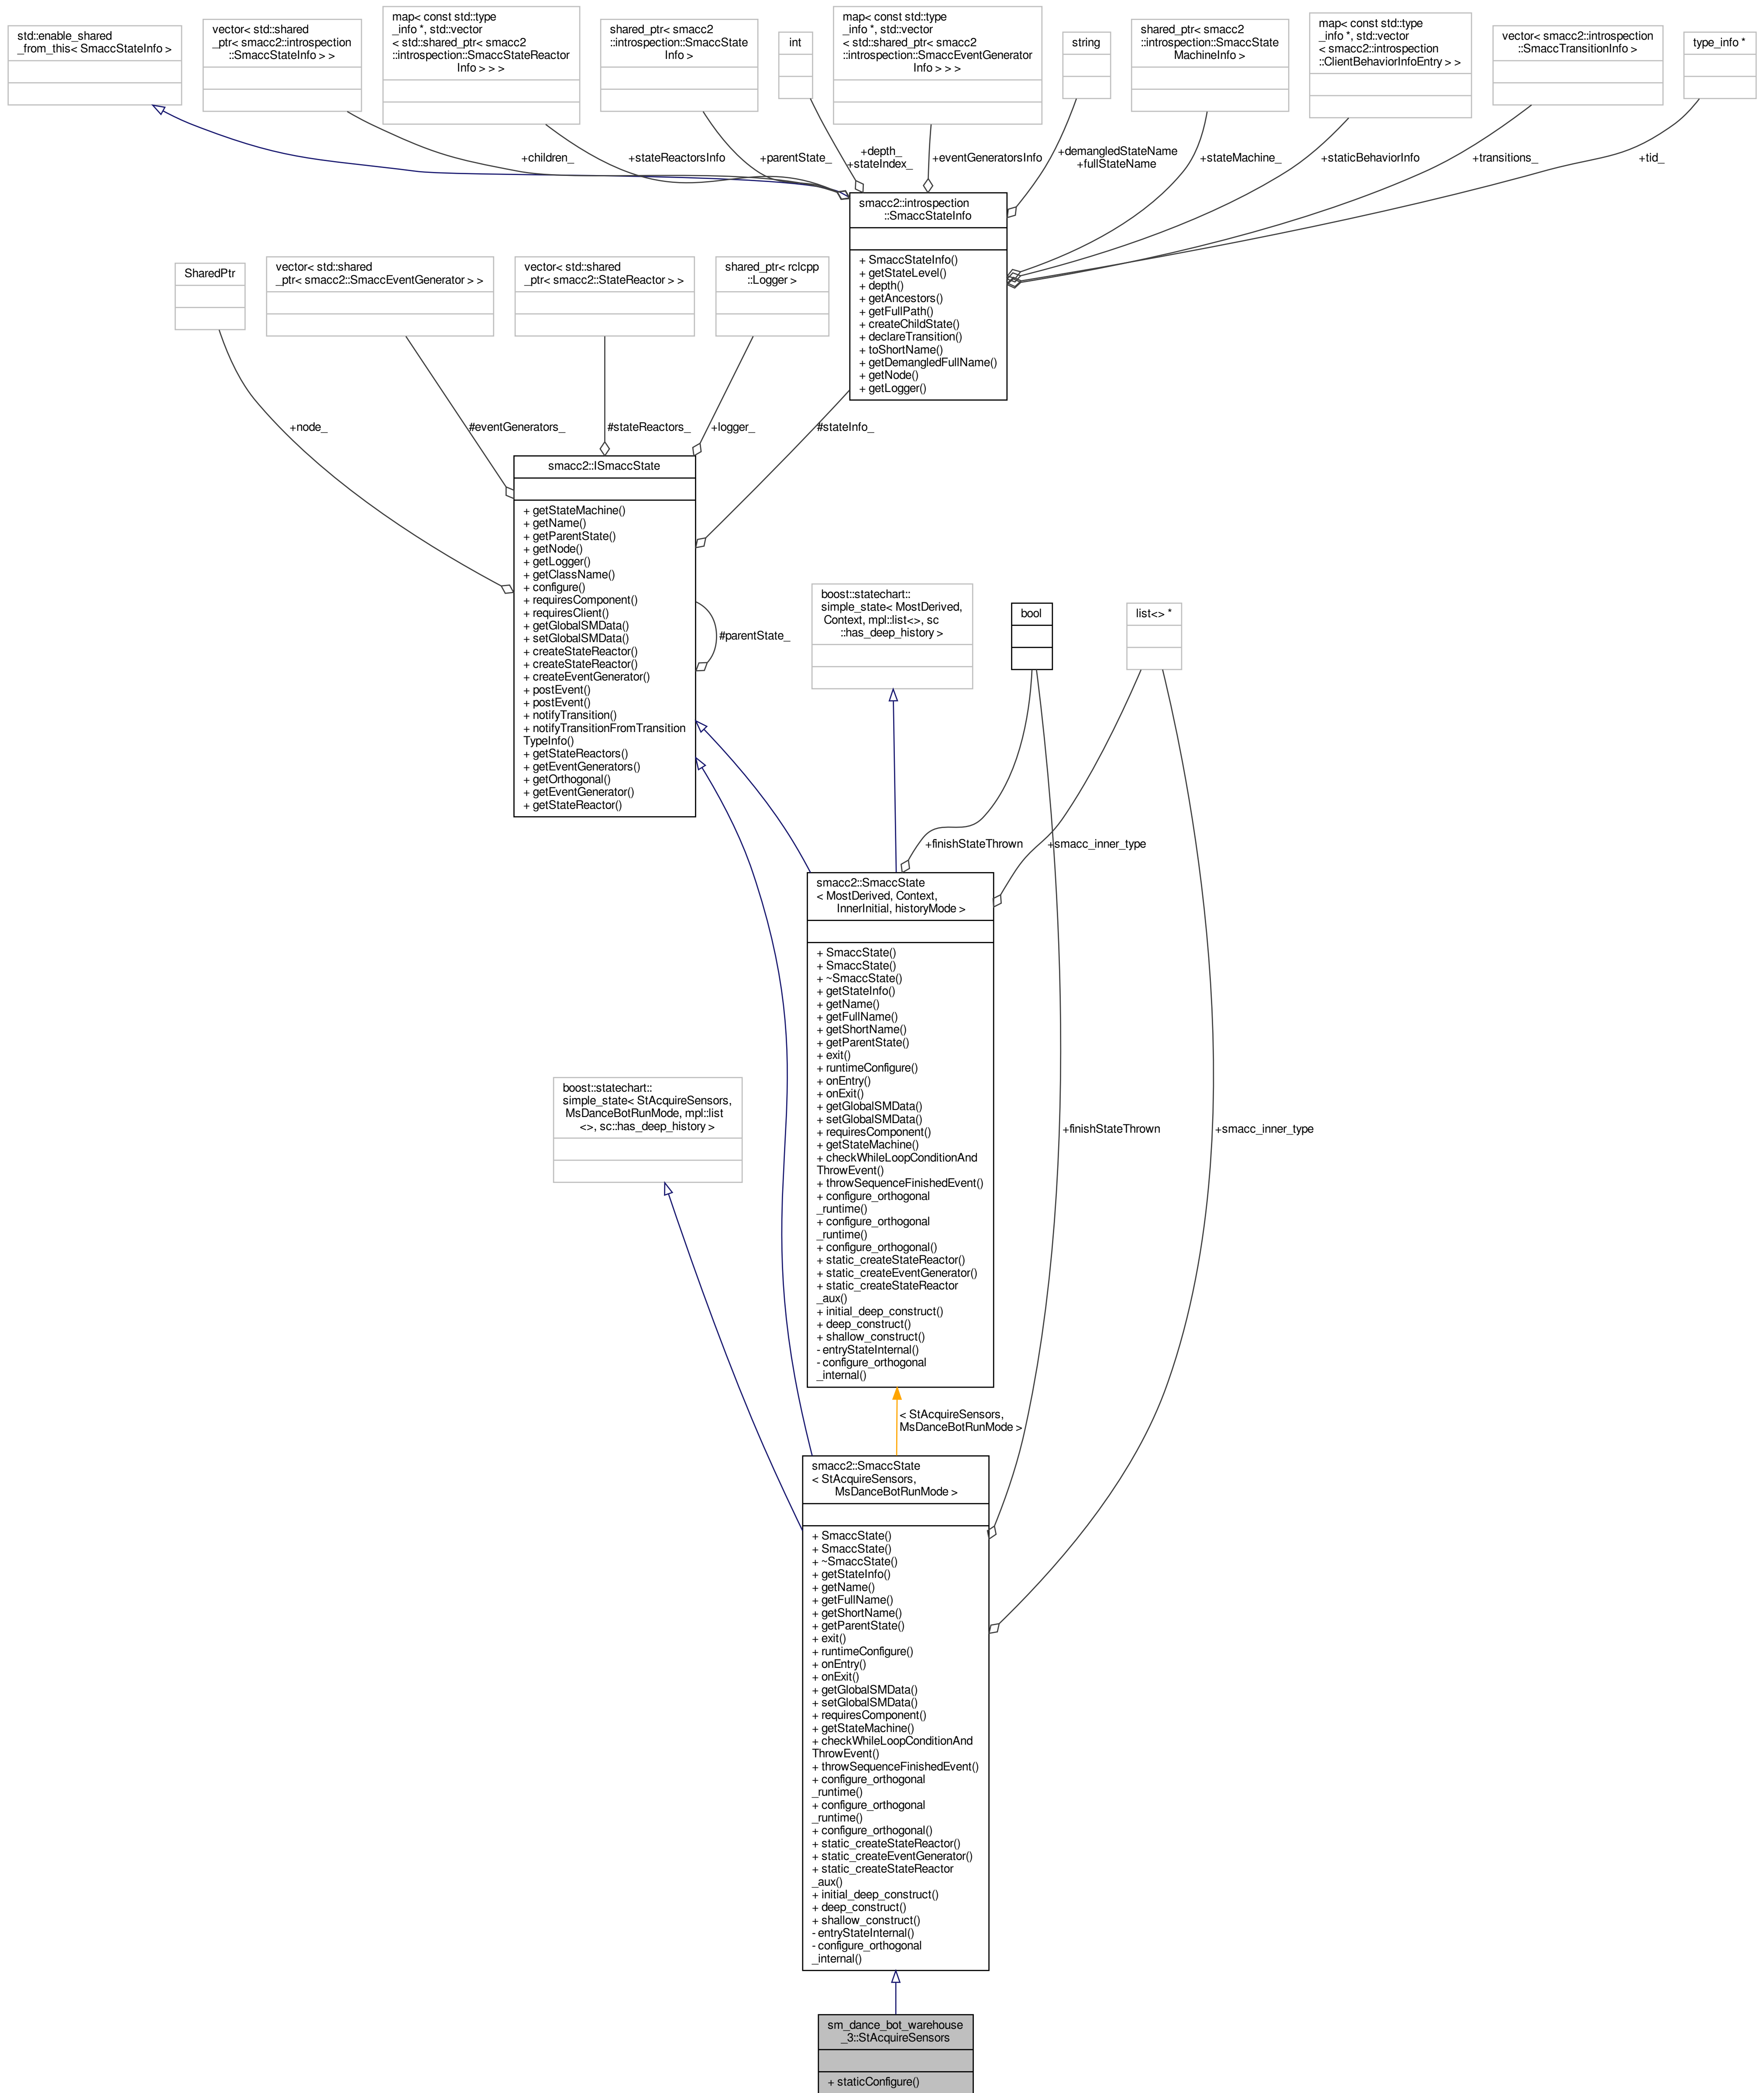 std::enable_shared
_from_this< SmaccStateInfo >
vector< std::shared
_ptr< smacc2::introspection
::SmaccStateInfo > >
map< const std::type
_info *, std::vector
< std::shared_ptr< smacc2
::introspection::SmaccStateReactor
Info > > >
shared_ptr< smacc2
::introspection::SmaccState
Info >
int
map< const std::type
_info *, std::vector
< std::shared_ptr< smacc2
::introspection::SmaccEventGenerator
Info > > >
string
shared_ptr< smacc2
::introspection::SmaccState
MachineInfo >
map< const std::type
_info *, std::vector
< smacc2::introspection
::ClientBehaviorInfoEntry > >
vector< smacc2::introspection
::SmaccTransitionInfo >
type_info *
+children_
+stateReactorsInfo
+parentState_
+depth_
+stateIndex_
+eventGeneratorsInfo
+demangledStateName
+fullStateName
+stateMachine_
+staticBehaviorInfo
+transitions_
+tid_
smacc2::introspection
::SmaccStateInfo
+ SmaccStateInfo()
+ getStateLevel()
+ depth()
+ getAncestors()
+ getFullPath()
+ createChildState()
+ declareTransition()
+ toShortName()
+ getDemangledFullName()
+ getNode()
+ getLogger()
SharedPtr
vector< std::shared
_ptr< smacc2::SmaccEventGenerator > >
vector< std::shared
_ptr< smacc2::StateReactor > >
shared_ptr< rclcpp
::Logger >
+node_
#eventGenerators_
#stateReactors_
+logger_
#stateInfo_
smacc2::ISmaccState
+ getStateMachine()
+ getName()
+ getParentState()
+ getNode()
+ getLogger()
+ getClassName()
+ configure()
+ requiresComponent()
+ requiresClient()
+ getGlobalSMData()
+ setGlobalSMData()
+ createStateReactor()
+ createStateReactor()
+ createEventGenerator()
+ postEvent()
+ postEvent()
+ notifyTransition()
+ notifyTransitionFromTransition
TypeInfo()
+ getStateReactors()
+ getEventGenerators()
+ getOrthogonal()
+ getEventGenerator()
+ getStateReactor()
#parentState_
boost::statechart::
simple_state< MostDerived,
Context, mpl::list<>, sc
::has_deep_history >
bool
list<> *
+finishStateThrown
+smacc_inner_type
smacc2::SmaccState
< MostDerived, Context,
InnerInitial, historyMode >
+ SmaccState()
+ SmaccState()
+ ~SmaccState()
+ getStateInfo()
+ getName()
+ getFullName()
+ getShortName()
+ getParentState()
+ exit()
+ runtimeConfigure()
+ onEntry()
+ onExit()
+ getGlobalSMData()
+ setGlobalSMData()
+ requiresComponent()
+ getStateMachine()
+ checkWhileLoopConditionAnd
ThrowEvent()
+ throwSequenceFinishedEvent()
+ configure_orthogonal
_runtime()
+ configure_orthogonal
_runtime()
+ configure_orthogonal()
+ static_createStateReactor()
+ static_createEventGenerator()
+ static_createStateReactor
_aux()
+ initial_deep_construct()
+ deep_construct()
+ shallow_construct()
- entryStateInternal()
- configure_orthogonal
_internal()
boost::statechart::
simple_state< StAcquireSensors,
MsDanceBotRunMode, mpl::list
<>, sc::has_deep_history >
+finishStateThrown
+smacc_inner_type
< StAcquireSensors,
MsDanceBotRunMode >
smacc2::SmaccState
< StAcquireSensors,
MsDanceBotRunMode >
+ SmaccState()
+ SmaccState()
+ ~SmaccState()
+ getStateInfo()
+ getName()
+ getFullName()
+ getShortName()
+ getParentState()
+ exit()
+ runtimeConfigure()
+ onEntry()
+ onExit()
+ getGlobalSMData()
+ setGlobalSMData()
+ requiresComponent()
+ getStateMachine()
+ checkWhileLoopConditionAnd
ThrowEvent()
+ throwSequenceFinishedEvent()
+ configure_orthogonal
_runtime()
+ configure_orthogonal
_runtime()
+ configure_orthogonal()
+ static_createStateReactor()
+ static_createEventGenerator()
+ static_createStateReactor
_aux()
+ initial_deep_construct()
+ deep_construct()
+ shallow_construct()
- entryStateInternal()
- configure_orthogonal
_internal()
sm_dance_bot_warehouse
_3::StAcquireSensors
+ staticConfigure()